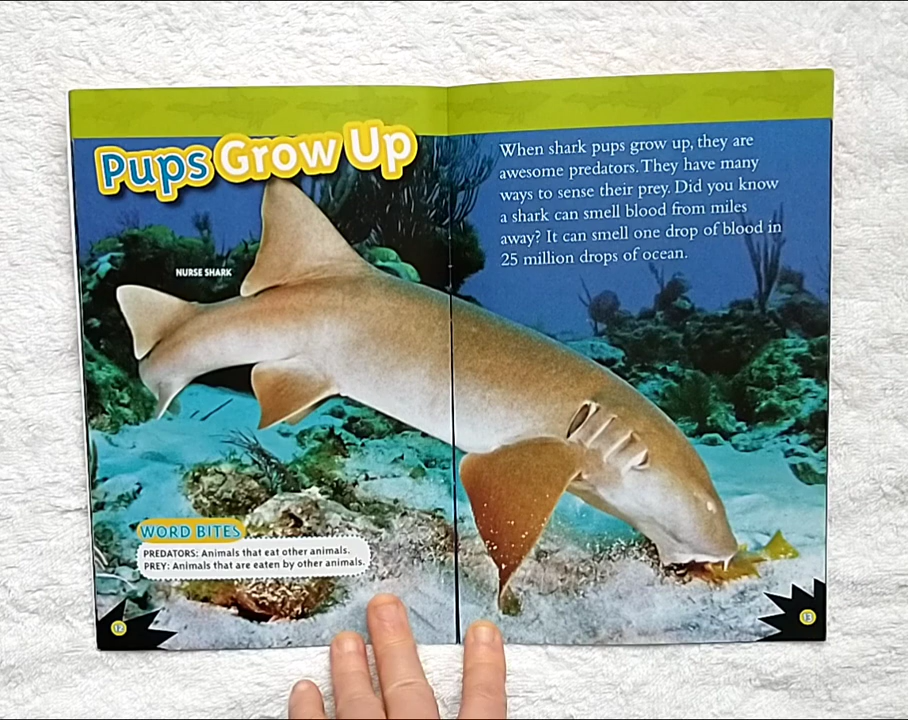 Pups Grow Up
NURSE SHARK
WORD BITES
PREDATORS: Animals that eat other animals.
PREY: Animals that are eaten by other animals.
12
When shark pups grow up, they are
awesome predators. They have many
ways to sense their prey. Did you know
a shark can smell blood from miles
away? It can smell one drop of blood in
25 million drops of ocean.
13